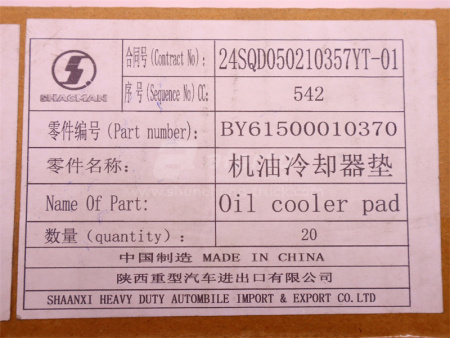 SHACMAN
合同号(Contract No): 24SQD050210357YT-01
序号(Sequence No)CC: 542
零件编号(Part number): BY61500010370
零件名称: 机油冷却器垫
Name Of Part: Oil cooler pad
数量(quantity): 20
中国制造 MADE IN CHINA
陕西重型汽车进出口有限公司
SHAANXI HEAVY DUTY AUTOMBILE IMPORT & EXPORT CO.LTD